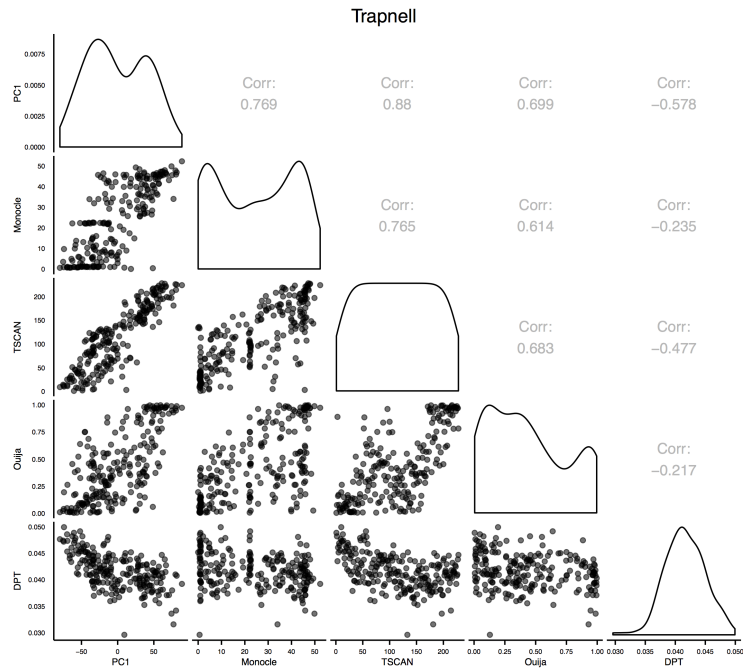 Trapnell
0.0075
0.0050
0.0025
0.0000
PC1
Corr:
0.769
Corr:
0.88
Corr:
0.699
Corr:
−0.578
50
40
30
20
10
0
Monocle
Corr:
0.765
Corr:
0.614
Corr:
−0.235
200
150
100
50
0
TSCAN
Corr:
0.683
Corr:
−0.477
1.00
0.75
0.50
0.25
0.00
Ouija
Corr:
−0.217
0.050
0.045
0.040
0.035
0.030
DPT
−50 0 50
0 10 20 30 40 50
0 50 100 150 200
0.00 0.25 0.50 0.75 1.00
0.030 0.035 0.040 0.045 0.050
PC1 Monocle TSCAN Ouija DPT